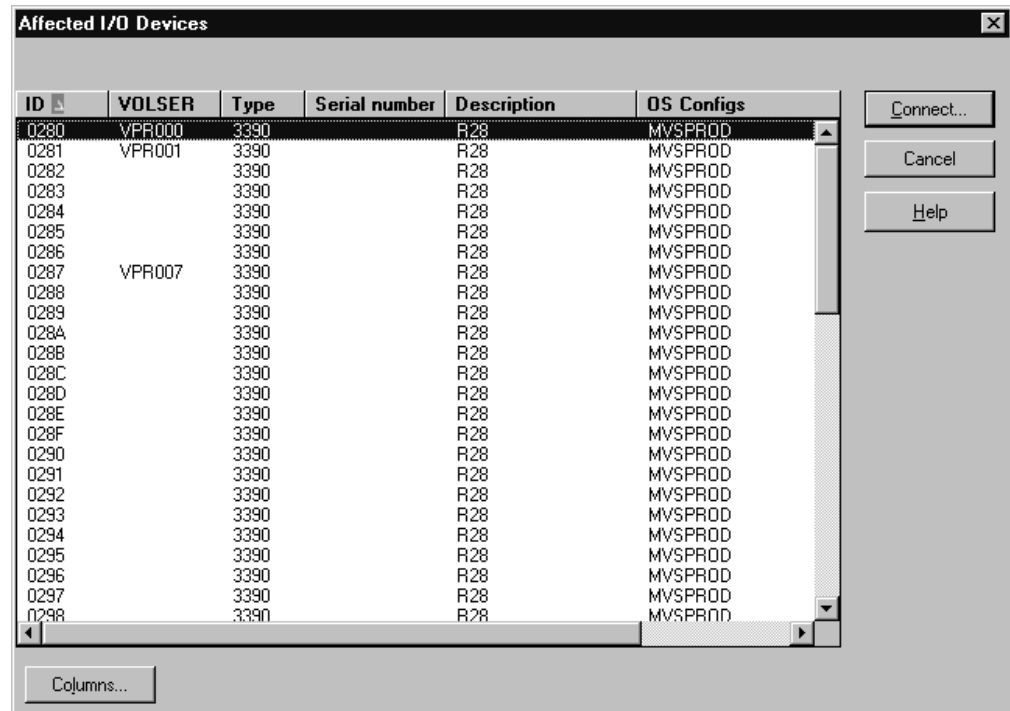 Affected I/O Devices
ID VOLSER Type Serial number Description OS Configs
0280 VPR000 3390 R28 MVSPROD
0281 VPR001 3390 R28 MVSPROD
0282 3390 R28 MVSPROD
0283 3390 R28 MVSPROD
0284 3390 R28 MVSPROD
0285 3390 R28 MVSPROD
0286 3390 R28 MVSPROD
0287 VPR007 3390 R28 MVSPROD
0288 3390 R28 MVSPROD
0289 3390 R28 MVSPROD
028A 3390 R28 MVSPROD
028B 3390 R28 MVSPROD
028C 3390 R28 MVSPROD
028D 3390 R28 MVSPROD
028E 3390 R28 MVSPROD
028F 3390 R28 MVSPROD
0290 3390 R28 MVSPROD
0291 3390 R28 MVSPROD
0292 3390 R28 MVSPROD
0293 3390 R28 MVSPROD
0294 3390 R28 MVSPROD
0295 3390 R28 MVSPROD
0296 3390 R28 MVSPROD
0297 3390 R28 MVSPROD
0298 3390 R28 MVSPROD
Connect...
Cancel
Help
Columns...